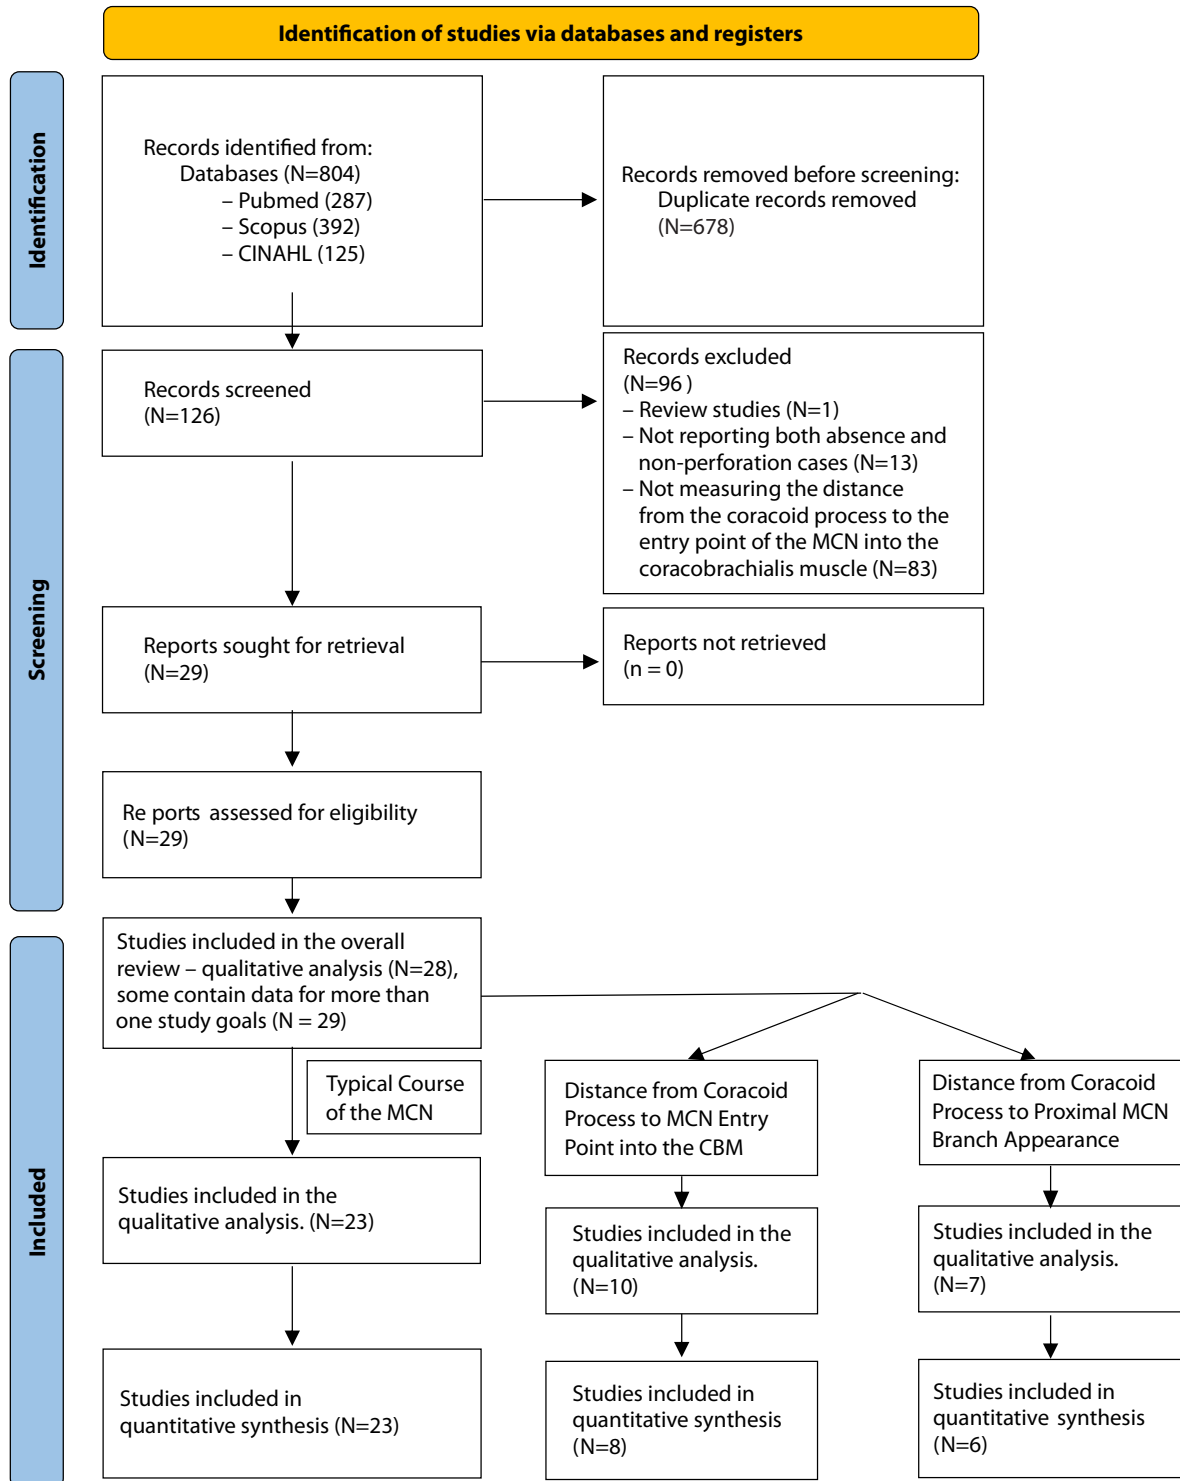 Identification of studies via databases and registers
Identification
Records identified from:
Databases (N=804)
– Pubmed (287)
– Scopus (392)
– CINAHL (125)
Records removed before screening:
Duplicate records removed
(N=678)
Screening
Records screened
(N=126)
Records excluded
(N=96 )
– Review studies (N=1)
– Not reporting both absence and
non-perforation cases (N=13)
– Not measuring the distance
from the coracoid process to the
entry point of the MCN into the
coracobrachialis muscle (N=83)
Reports sought for retrieval
(N=29)
Reports not retrieved
(n = 0)
Re ports assessed for eligibility
(N=29)
Included
Studies included in the overall
review – qualitative analysis (N=28),
some contain data for more than
one study goals (N = 29)
Typical Course
of the MCN
Distance from Coracoid
Process to MCN Entry
Point into the CBM
Distance from Coracoid
Process to Proximal MCN
Branch Appearance
Studies included in the
qualitative analysis. (N=23)
Studies included in the
qualitative analysis.
(N=10)
Studies included in the
qualitative analysis.
(N=7)
Studies included in
quantitative synthesis (N=23)
Studies included in
quantitative synthesis
(N=8)
Studies included in
quantitative synthesis
(N=6)